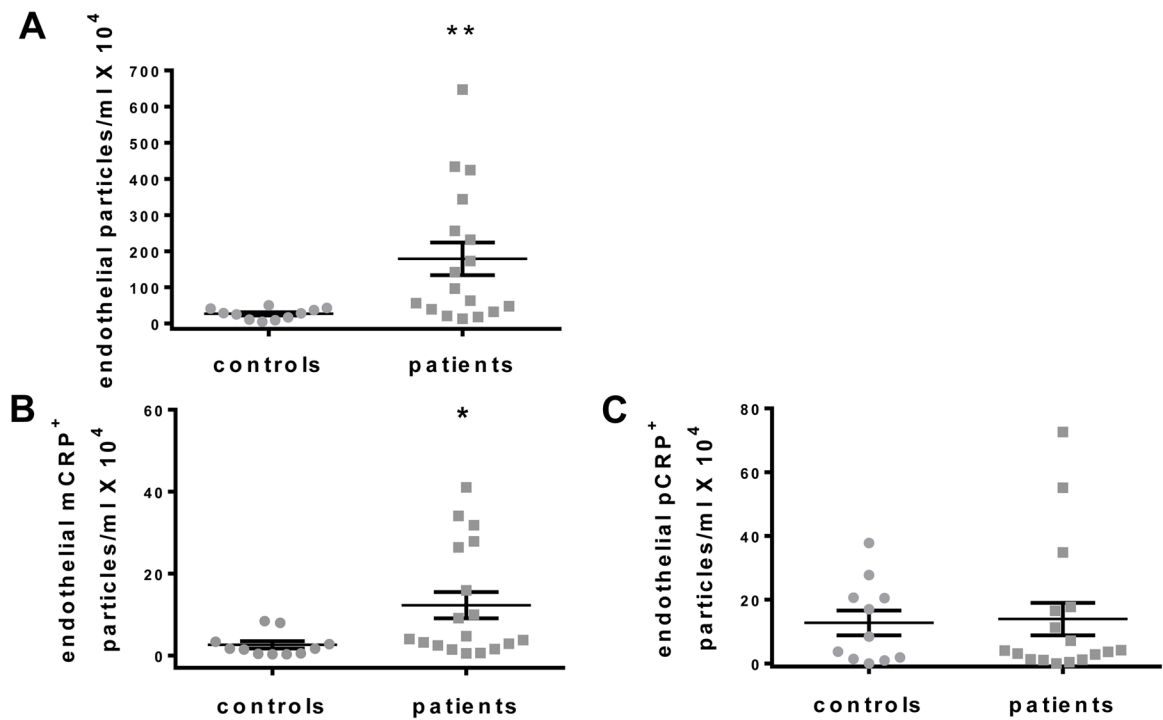 A
**
endothelial particles/ml X 10⁴
700
600
500
400
300
200
100
0
controls patients
B
*
endothelial mCRP⁺
particles/ml X 10⁴
60
40
20
0
controls patients
C
endothelial pCRP⁺
particles/ml X 10⁴
80
60
40
20
0
controls patients